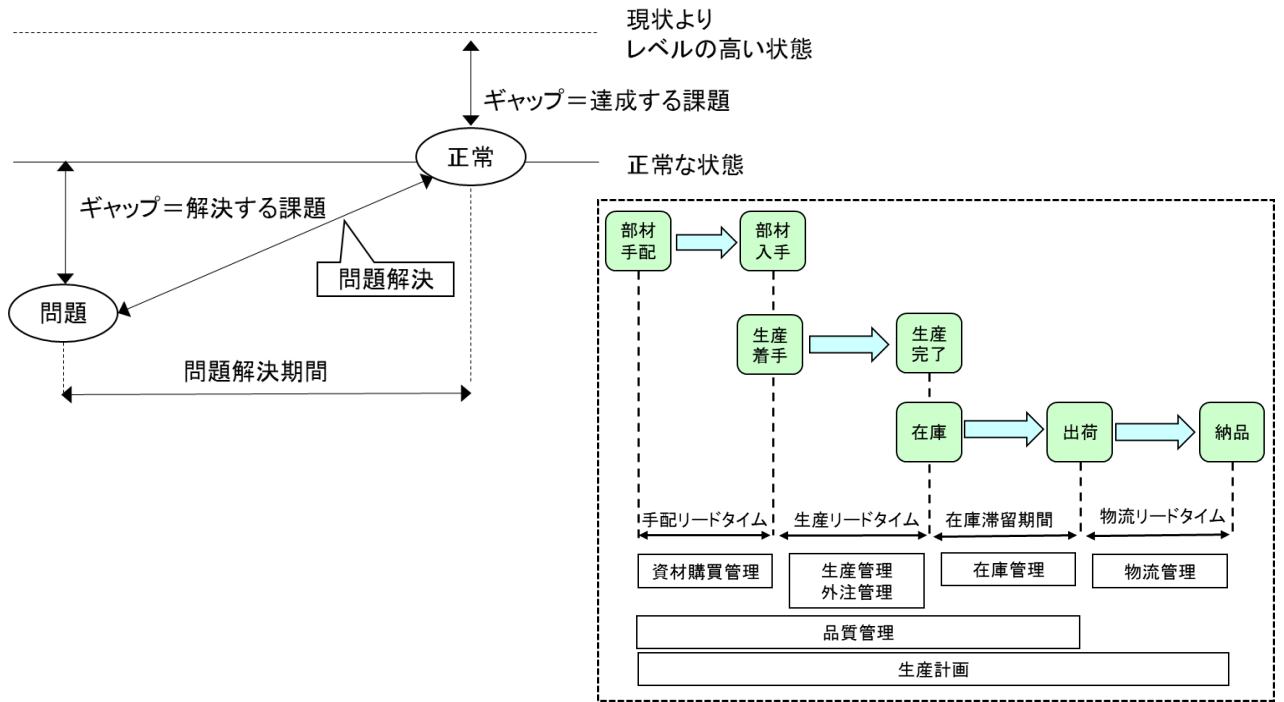 現状より
レベルの高い状態
ギャップ＝達成する課題
正常
正常な状態
ギャップ＝解決する課題
問題解決
問題
問題解決期間
部材
手配
部材
入手
生産
着手
生産
完了
在庫
出荷
納品
手配リードタイム
生産リードタイム
在庫滞留期間
物流リードタイム
資材購買管理
生産管理
外注管理
在庫管理
物流管理
品質管理
生産計画